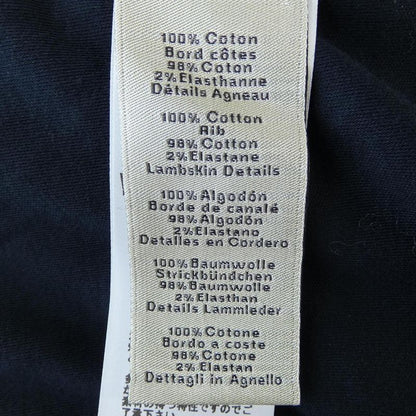 100% Coton
Bord côtes
98% Coton
2% Elasthanne
Détails Agneau
100% Cotton
Rib
98% Cotton
2% Elastane
LambsKin Details
100% Algodón
Borde de canalé
98% Algodón
2% Elastano
Detalles en Cordero
100% Baumwolle
Strickbündchen
98% Baumwolle
2% Elasthan
Details Lammleder
100% Cotone
Bordo a coste
98% Cotone
2% Elastan
Dettagli in Agnello